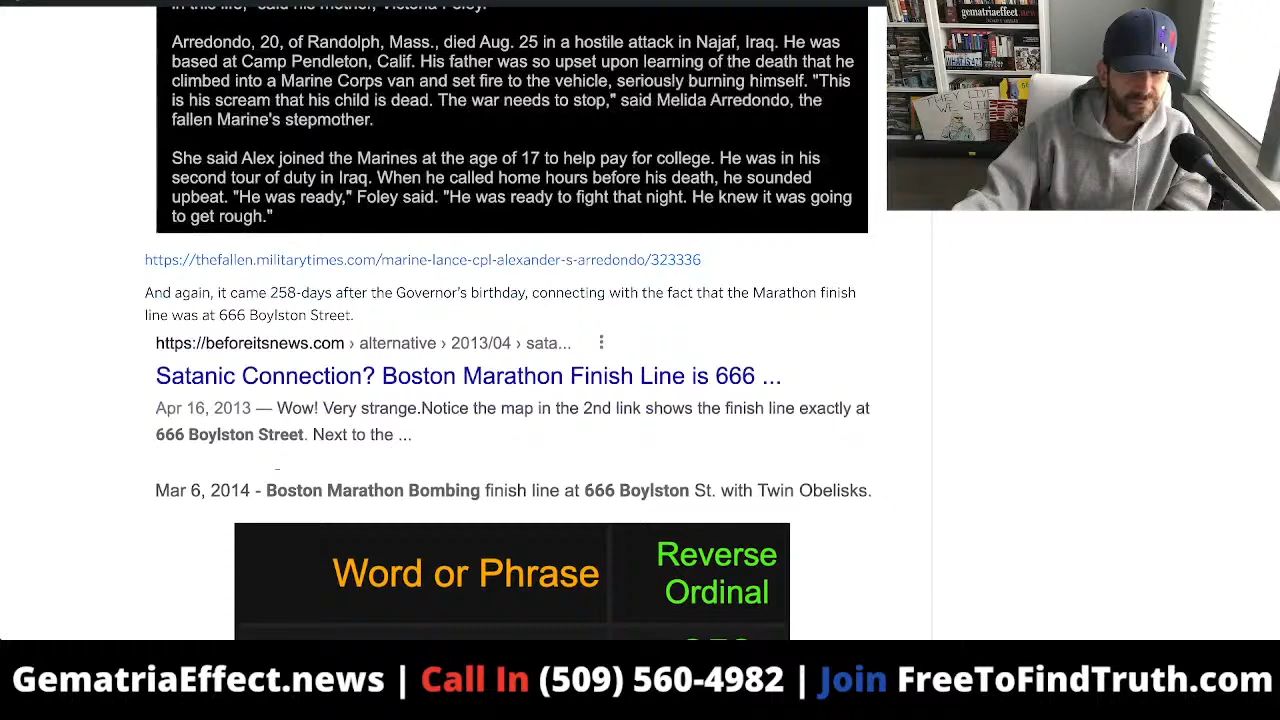 in this life," said his mother, Victoria Foley.
Arredondo, 20, of Randolph, Mass., died Aug. 25 in a hostile attack in Najaf, Iraq. He was
based at Camp Pendleton, Calif. His father was so upset upon learning of the death that he
climbed into a Marine Corps van and set fire to the vehicle, seriously burning himself. "This
is his scream that his child is dead. The war needs to stop," said Melida Arredondo, the
fallen Marine's stepmother.
She said Alex joined the Marines at the age of 17 to help pay for college. He was in his
second tour of duty in Iraq. When he called home hours before his death, he sounded
upbeat. "He was ready," Foley said. "He was ready to fight that night. He knew it was going
to get rough."
https://thefallen.militarytimes.com/marine-lance-cpl-alexander-s-arredondo/323336
And again, it came 258-days after the Governor's birthday, connecting with the fact that the Marathon finish
line was at 666 Boylston Street.
https://beforeitsnews.com › alternative › 2013/04 › sata...
Satanic Connection? Boston Marathon Finish Line is 666 ...
Apr 16, 2013 — Wow! Very strange.Notice the map in the 2nd link shows the finish line exactly at
666 Boylston Street. Next to the ...
Mar 6, 2014 - Boston Marathon Bombing finish line at 666 Boylston St. with Twin Obelisks.
Word or Phrase
Reverse
Ordinal
gematriaeffect.news
GematriaEffect.news | Call In (509) 560-4982 | Join FreeToFindTruth.com